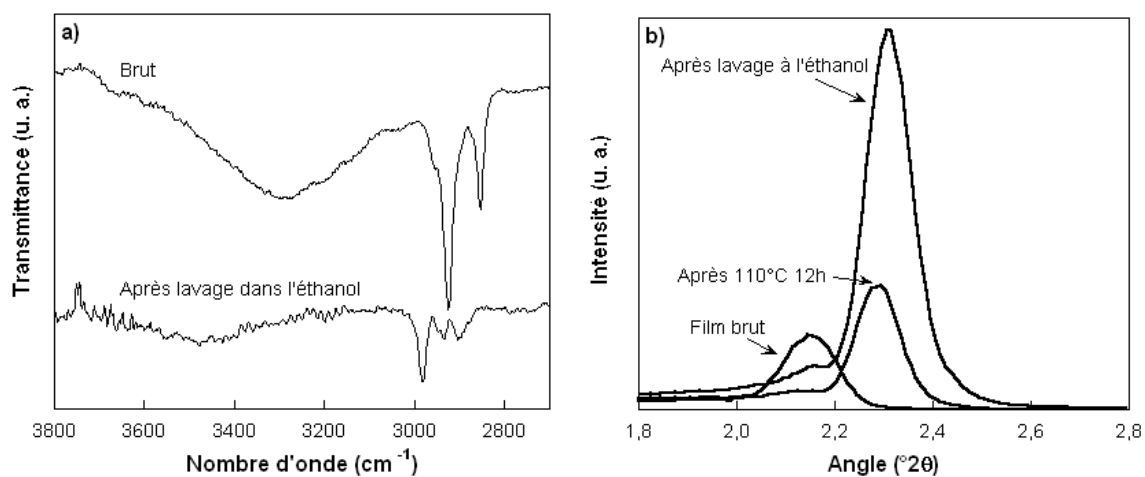 a)
Brut
Après lavage dans l'éthanol
Transmittance (u. a.)
3800 3600 3400 3200 3000 2800
Nombre d'onde (cm -1)
b)
Après lavage à l'éthanol
Après 110°C 12h
Film brut
Intensité (u. a.)
1,8 2,0 2,2 2,4 2,6 2,8
Angle (°2θ)